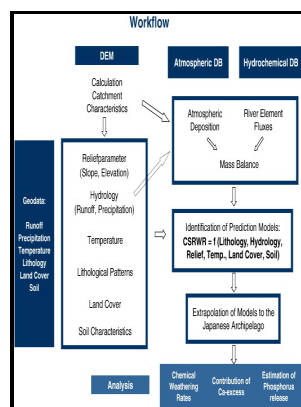 Workflow
DEM
Atmospheric DB
Hydrochemical DB
Calculation
Catchment
Characteristics
Atmospheric
Deposition
River Element
Fluxes
Mass Balance
Reliefparameter
(Slope, Elevation)
Hydrology
(Runoff, Precipitation)
Temperature
Lithological Patterns
Land Cover
Soil Characteristics
Geodata:
Runoff
Precipitation
Temperature
Lithology
Land Cover
Soil
Identification of Prediction Models:
CSRWR = f (Lithology, Hydrology,
Relief, Temp., Land Cover, Soil)
Extrapolation of Models to the
Japanese Archipelago
Analysis
Chemical
Weathering
Rates
Contribution of
Ca-excess
Estimation of
Phosphorus
release